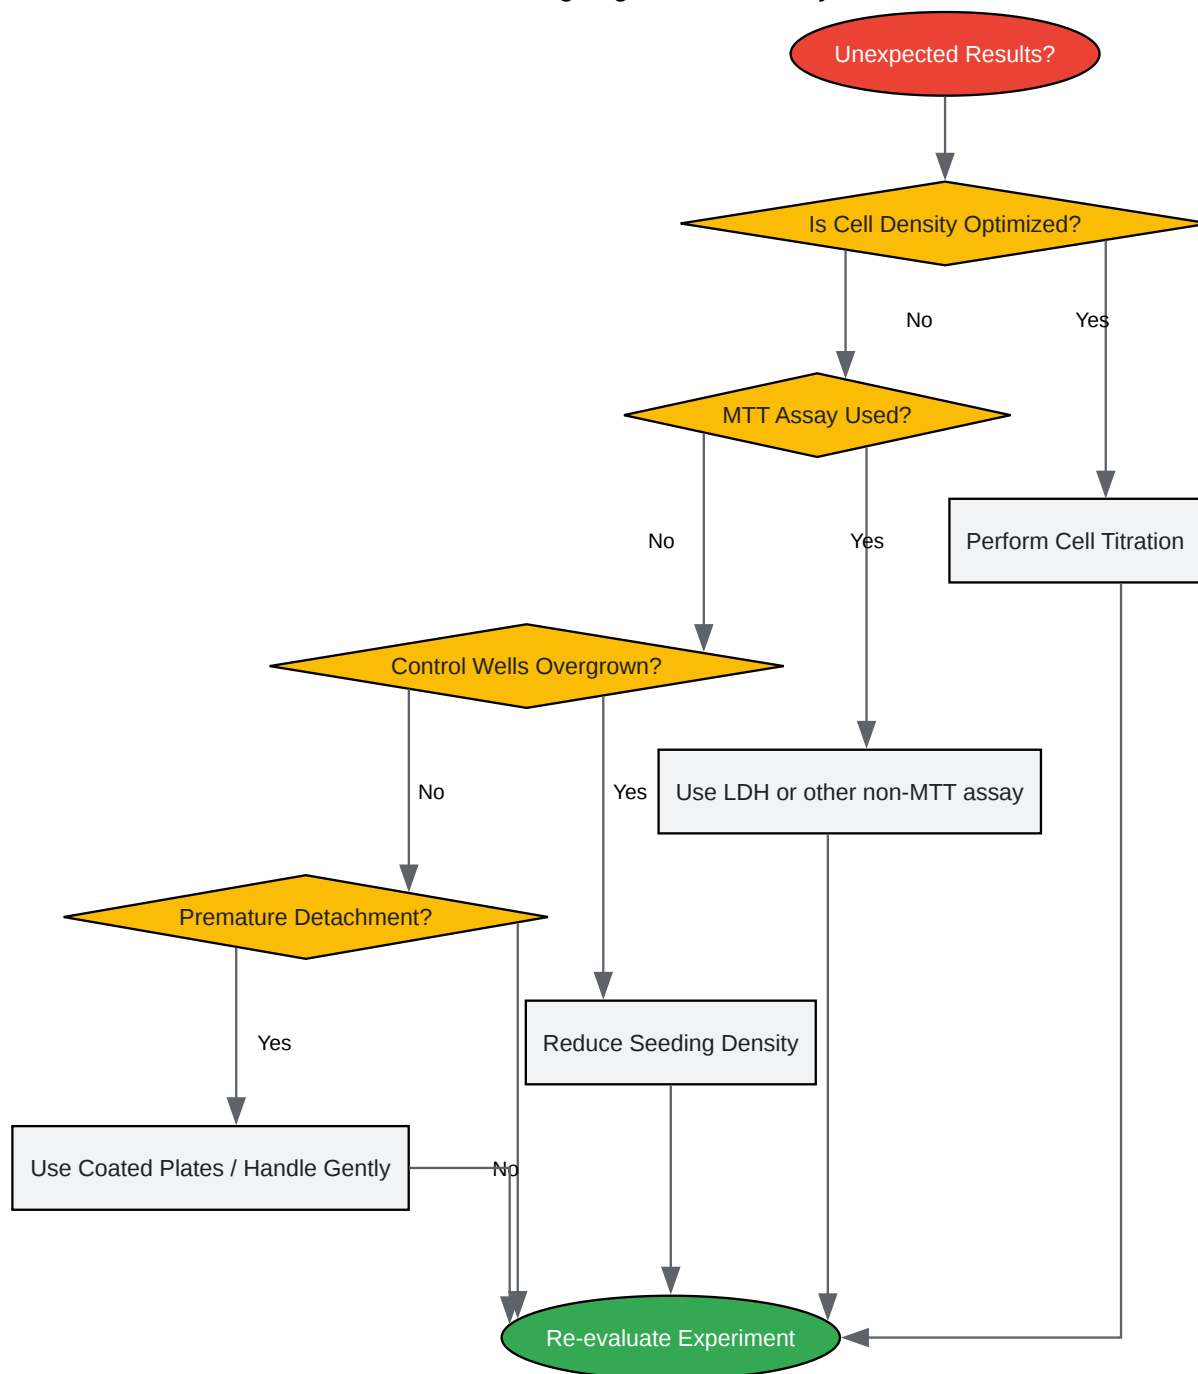 Unexpected Results?
Is Cell Density Optimized?
No
Yes
MTT Assay Used?
No
Yes
Perform Cell Titration
Control Wells Overgrown?
No
Yes
Use LDH or other non-MTT assay
Premature Detachment?
Yes
Reduce Seeding Density
Use Coated Plates / Handle Gently
No
Re-evaluate Experiment